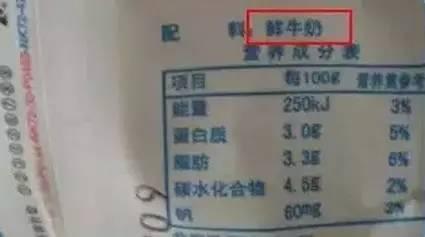 配 料: 鲜牛奶
营养成分表
项目 每100g 营养素参考
能量 250kJ 3%
蛋白质 3.0g 5%
脂肪 3.3g 6%
碳水化合物 4.5g 2%
钙 60mg 3%
609